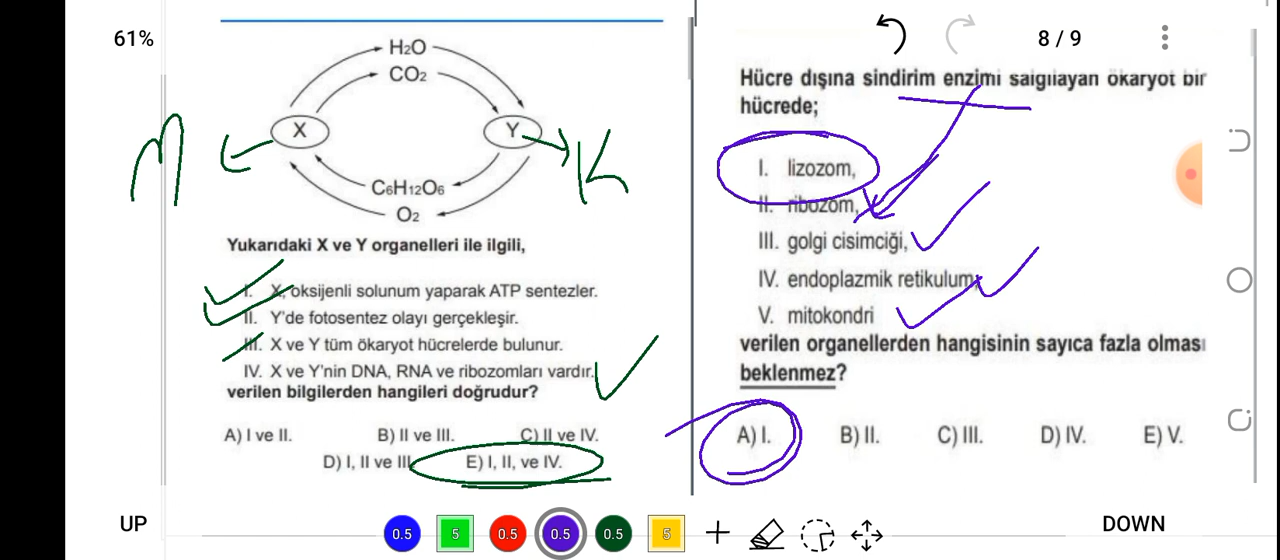 61%
H2O
CO2
X
Y
M
K
C6H12O6
O2
Yukarıdaki X ve Y organelleri ile ilgili,
I. X, oksijenli solunum yaparak ATP sentezler.
II. Y'de fotosentez olayı gerçekleşir.
III. X ve Y tüm ökaryot hücrelerde bulunur.
IV. X ve Y'nin DNA, RNA ve ribozomları vardır.
verilen bilgilerden hangileri doğrudur?
A) I ve II.
B) II ve III.
C) II ve IV.
D) I, II ve III
E) I, II, ve IV.
8 / 9
Hücre dışına sindirim enzimi salgılayan ökaryot bir
hücrede;
I. lizozom,
II. ribozom,
III. golgi cisimciği,
IV. endoplazmik retikulum,
V. mitokondri
verilen organellerden hangisinin sayıca fazla olması
beklenmez?
A) I.
B) II.
C) III.
D) IV.
E) V.
UP
0.5
5
0.5
0.5
0.5
5
DOWN